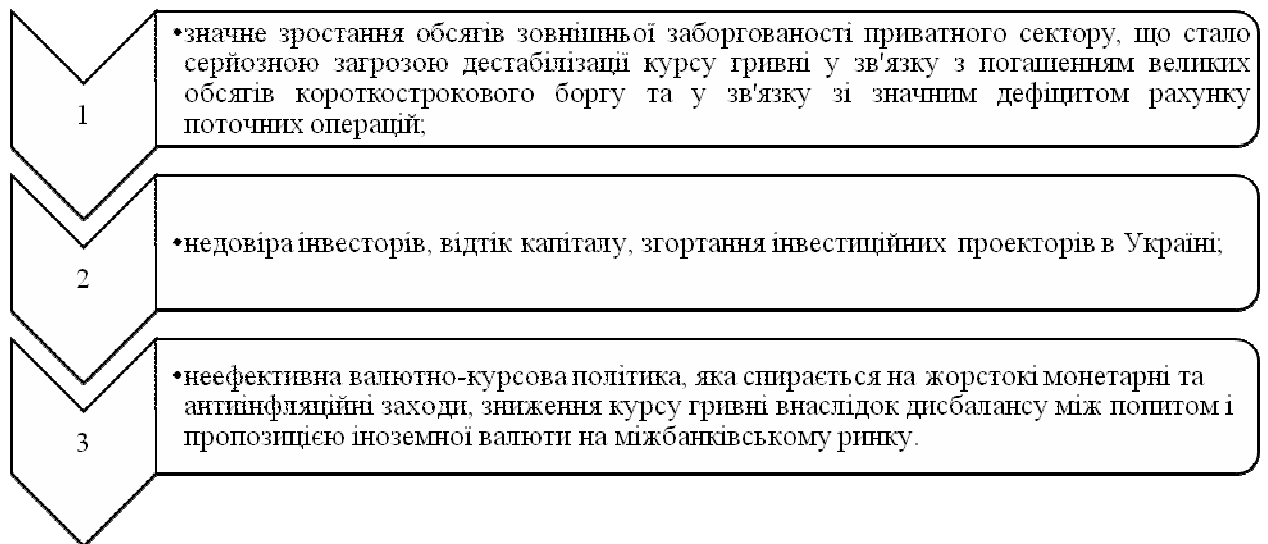 1
•значне зростання обсягів зовнішньої заборгованості приватного сектору, що стало
серйозною загрозою дестабілізації курсу гривні у зв'язку з погашенням великих
обсягів короткострокового боргу та у зв'язку зі значним дефіцитом рахунку
поточних операцій;
2
•недовіра інвесторів, відтік капіталу, згортання інвестиційних проекторів в Україні;
3
•неефективна валютно-курсова політика, яка спирається на жорстокі монетарні та
антиінфляційні заходи, зниження курсу гривні внаслідок дисбалансу між попитом і
пропозицією іноземної валюти на міжбанківському ринку.